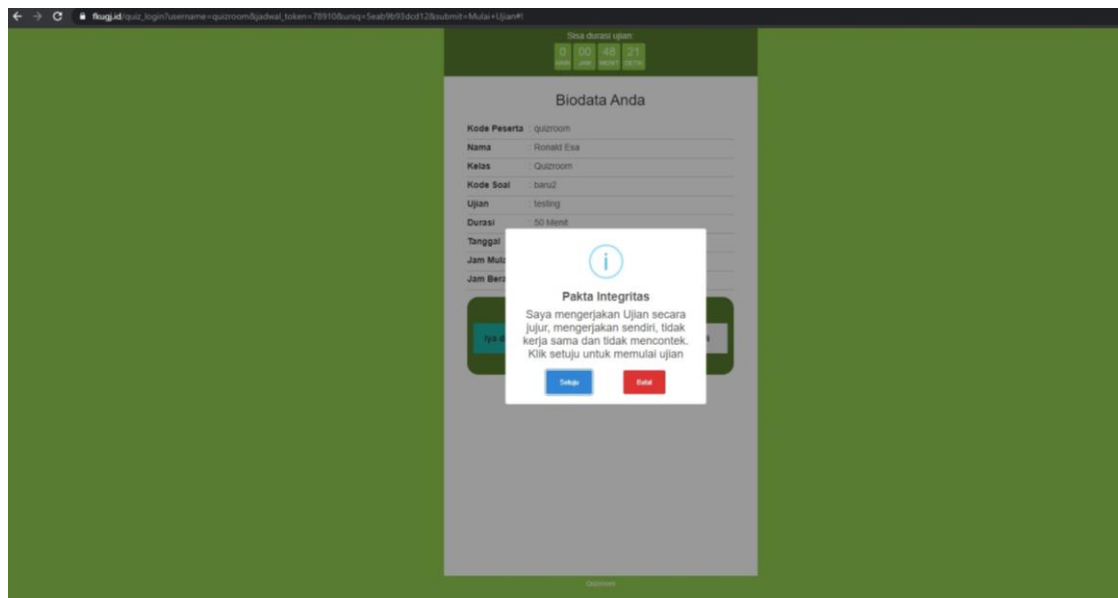 fkugj.id/quiz_login?username=quizroom&jadwal_token=78910&uniq=5eab9b93dcd12&submit=Mulai+Ujian#!
Sisa durasi ujian:
0 00 48 21
HARI JAM MENIT DETIK
Biodata Anda
Kode Peserta : quizroom
Nama : Ronald Esa
Kelas : Quizroom
Kode Soal : baru2
Ujian : testing
Durasi : 50 Menit
Tanggal
Jam Mula
Jam Bera
Iya d
Pakta Integritas
Saya mengerjakan Ujian secara
jujur, mengerjakan sendiri, tidak
kerja sama dan tidak mencontek.
Klik setuju untuk memulai ujian
Setuju Batal
Quizroom